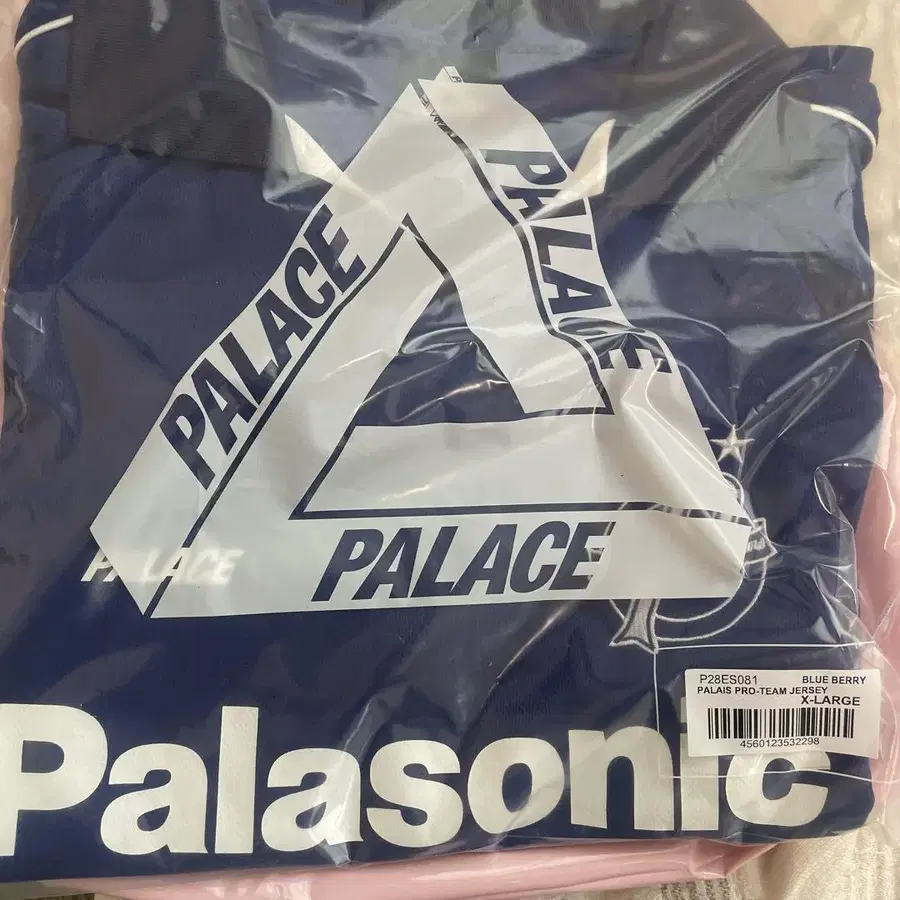 PALACE
PALACE
PALACE
PALACE
P28ES081 BLUE BERRY
PALAIS PRO-TEAM JERSEY
X-LARGE
4560123532298
Palasonic